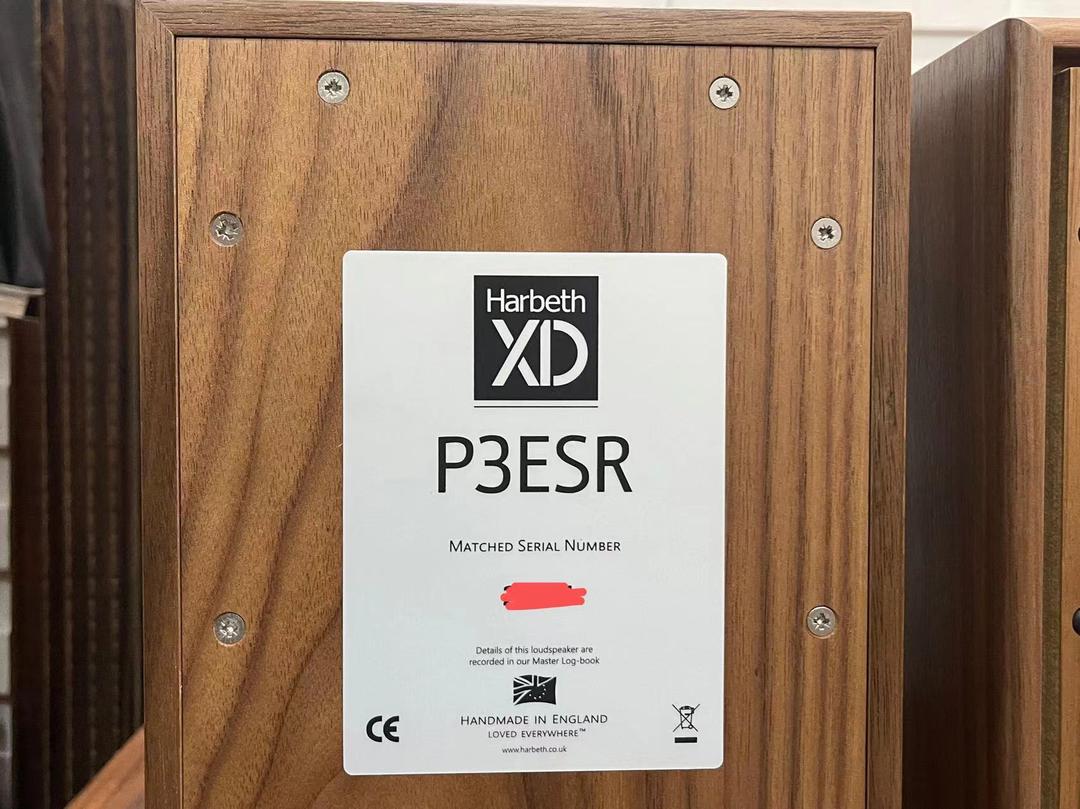 Harbeth
XD
P3ESR
MATCHED SERIAL NUMBER
Details of this loudspeaker are
recorded in our Master Log-book
CE
HANDMADE IN ENGLAND
LOVED EVERYWHERE™
www.harbeth.co.uk